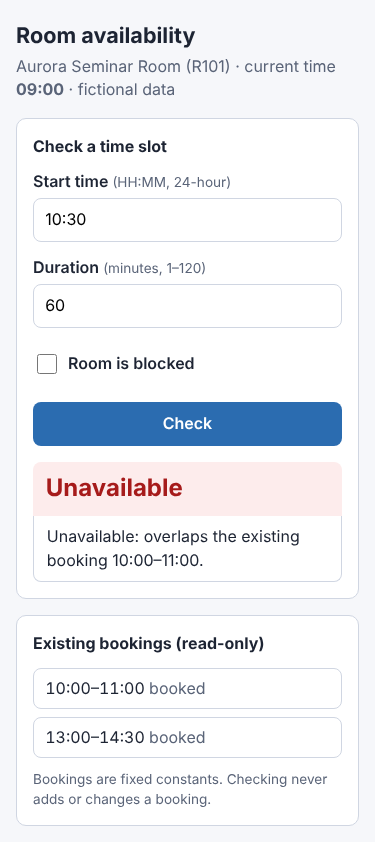 Room availability
Aurora Seminar Room (R101) · current time
09:00 · fictional data
Check a time slot
Start time (HH:MM, 24-hour)
10:30
Duration (minutes, 1–120)
60
Room is blocked
Check
Unavailable
Unavailable: overlaps the existing
booking 10:00–11:00.
Existing bookings (read-only)
10:00–11:00 booked
13:00–14:30 booked
Bookings are fixed constants. Checking never
adds or changes a booking.